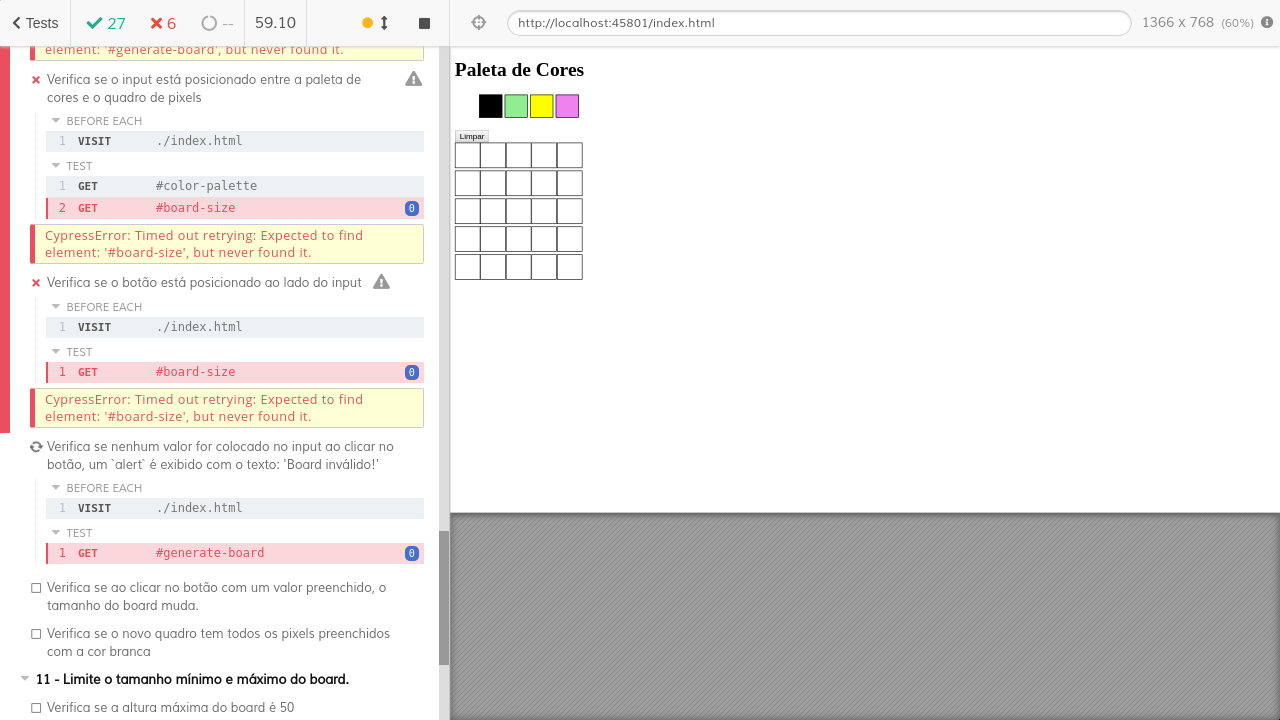 Tests
27
6
--
59.10
http://localhost:45801/index.html
1366 x 768 (60%)
element: '#generate-board', but never found it.
Verifica se o input está posicionado entre a paleta de
cores e o quadro de pixels
BEFORE EACH
1 VISIT ./index.html
TEST
1 GET #color-palette
2 GET #board-size 0
CypressError: Timed out retrying: Expected to find
element: '#board-size', but never found it.
Verifica se o botão está posicionado ao lado do input
BEFORE EACH
1 VISIT ./index.html
TEST
1 GET #board-size 0
CypressError: Timed out retrying: Expected to find
element: '#board-size', but never found it.
Verifica se nenhum valor for colocado no input ao clicar no
botão, um `alert` é exibido com o texto: 'Board inválido!'
BEFORE EACH
1 VISIT ./index.html
TEST
1 GET #generate-board 0
Verifica se ao clicar no botão com um valor preenchido, o
tamanho do board muda.
Verifica se o novo quadro tem todos os pixels preenchidos
com a cor branca
11 - Limite o tamanho mínimo e máximo do board.
Verifica se a altura máxima do board é 50
Paleta de Cores
Limpar